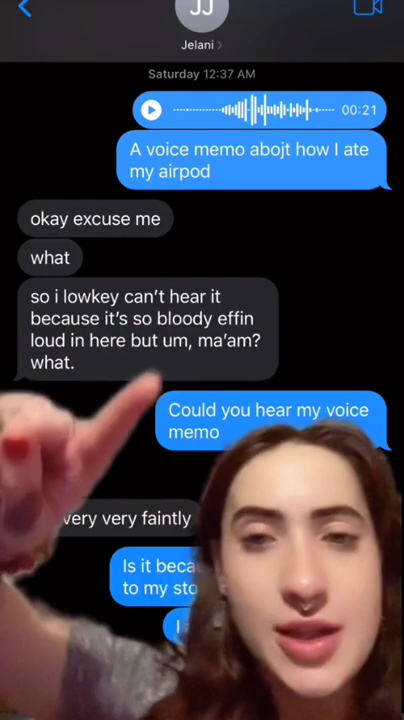 JJ
Jelani
Saturday 12:37 AM
00:21
A voice memo abojt how I ate
my airpod
okay excuse me
what
so i lowkey can't hear it
because it's so bloody effin
loud in here but um, ma'am?
what.
Could you hear my voice
memo
very very faintly
Is it
to my
I